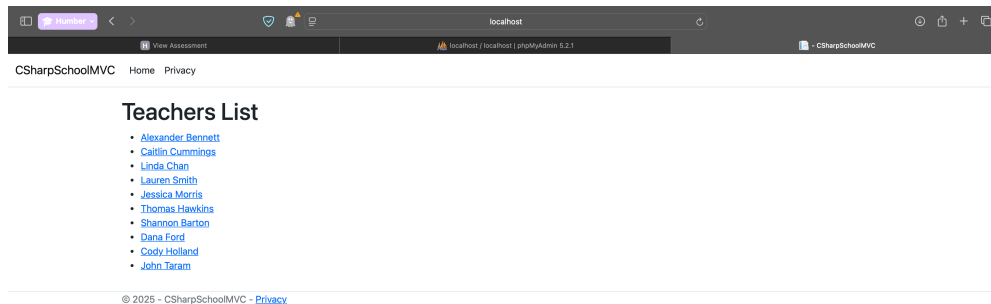 Humber
localhost
View Assessment
localhost / localhost | phpMyAdmin 5.2.1
- CSharpSchoolMVC
CSharpSchoolMVC Home Privacy
Teachers List
• Alexander Bennett
• Caitlin Cummings
• Linda Chan
• Lauren Smith
• Jessica Morris
• Thomas Hawkins
• Shannon Barton
• Dana Ford
• Cody Holland
• John Taram
© 2025 - CSharpSchoolMVC - Privacy